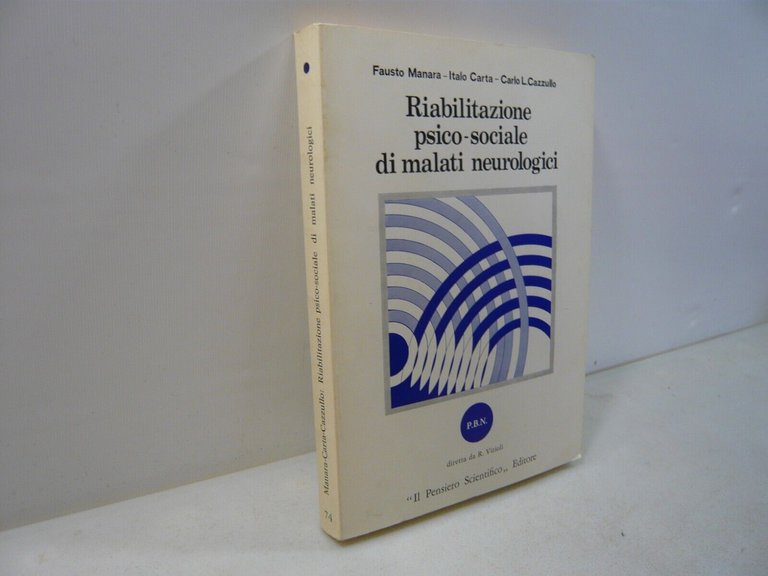 Fausto Manara - Italo Carta - Carlo L. Cazzullo
Riabilitazione
psico-sociale
di malati neurologici
P.B.N.
diretta da R. Vizioli
“Il Pensiero Scientifico„ Editore
Manara-Carta-Cazzullo: Riabilitazione psico-sociale di malati neurologici
74